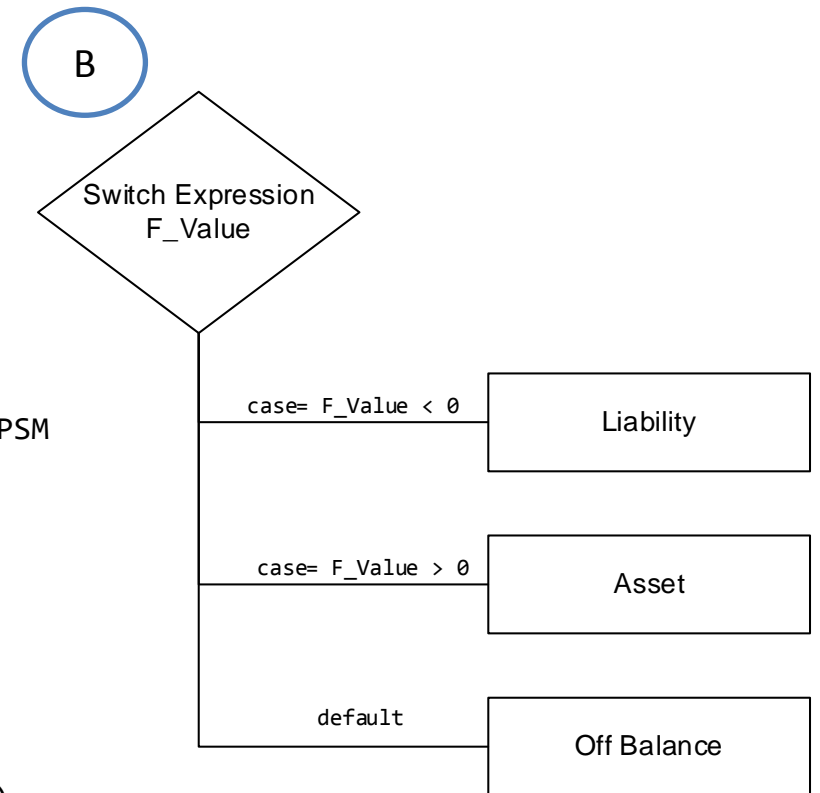 B
Switch Expression
F_Value
case= F_Value < 0
Liability
PSM
case= F_Value > 0
Asset
default
Off Balance
)